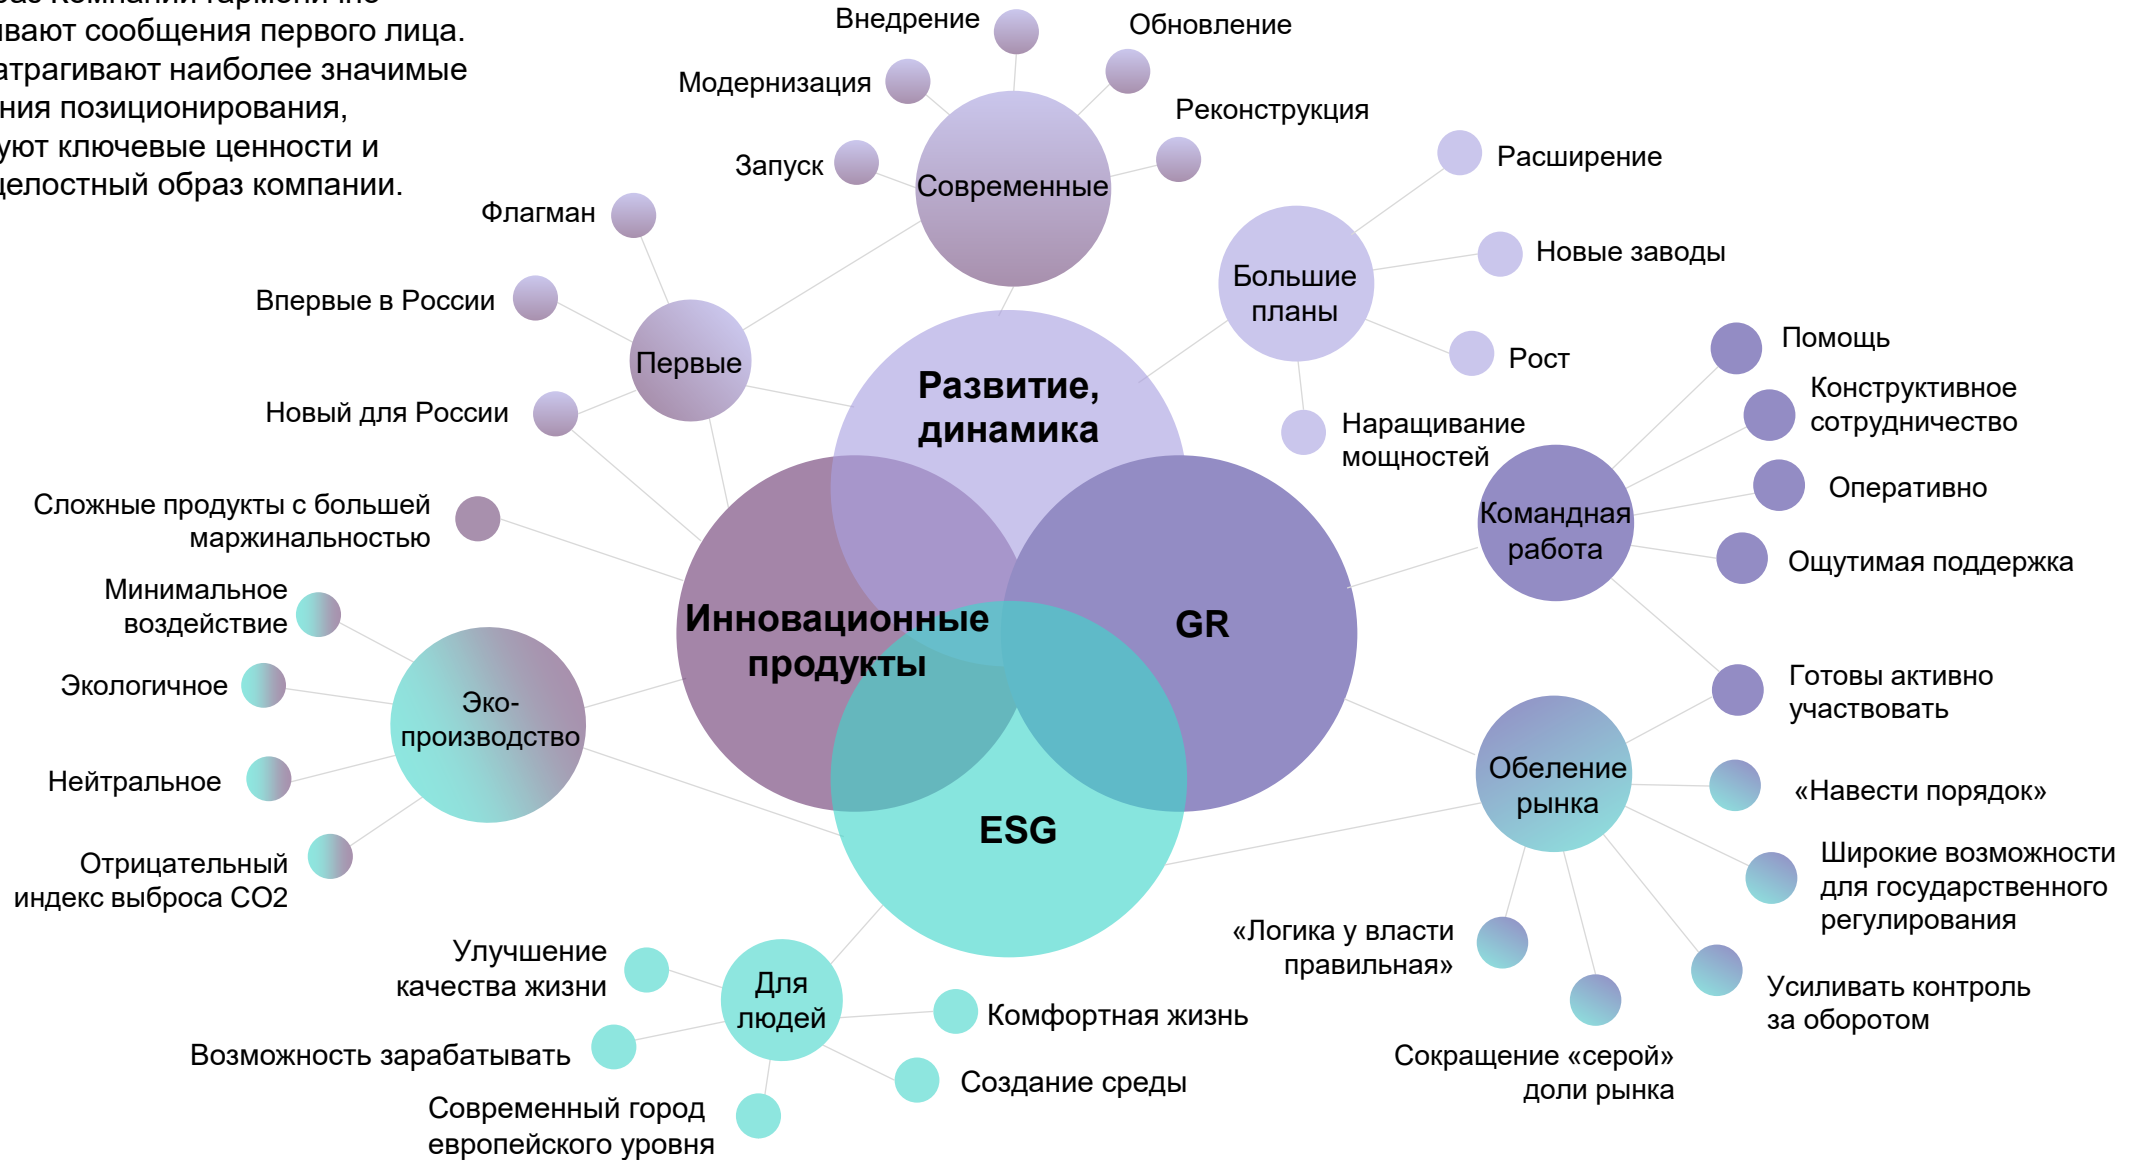 сообщения первого лица.
наиболее значимые
позиционирования,
ключевые ценности и
целостный образ компании.
Внедрение
Обновление
Модернизация
Реконструкция
Запуск
Современные
Флагман
Впервые в России
Первые
Новый для России
Расширение
Новые заводы
Большие
планы
Рост
Наращивание
мощностей
Развитие,
динамика
Помощь
Конструктивное
сотрудничество
Оперативно
Командная
работа
Ощутимая поддержка
Готовы активно
участвовать
Сложные продукты с большей
маржинальностью
Инновационные
продукты
GR
ESG
Минимальное
воздействие
Экологичное
Эко-
производство
Нейтральное
Отрицательный
индекс выброса СО2
Обеление
рынка
«Навести порядок»
Широкие возможности
для государственного
регулирования
Усиливать контроль
за оборотом
Сокращение «серой»
доли рынка
«Логика у власти
правильная»
Улучшение
качества жизни
Для
людей
Комфортная жизнь
Возможность зарабатывать
Создание среды
Современный город
европейского уровня